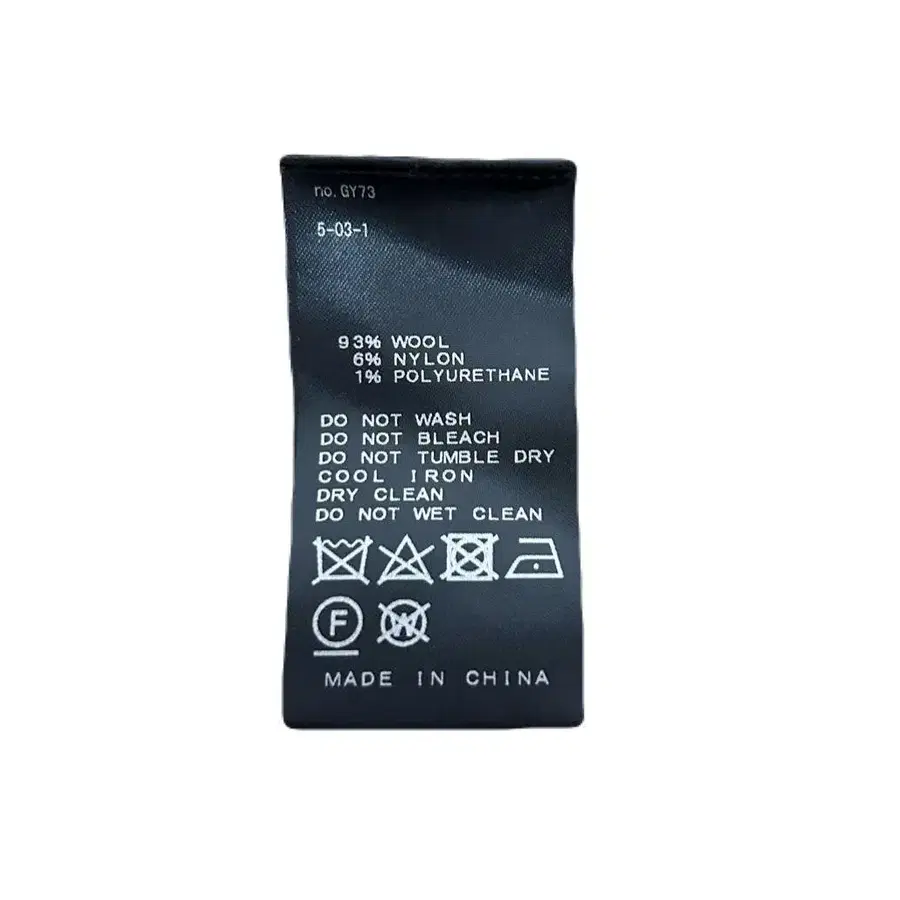 no. GY73
5-03-1
93% WOOL
6% NYLON
1% POLYURETHANE
DO NOT WASH
DO NOT BLEACH
DO NOT TUMBLE DRY
COOL IRON
DRY CLEAN
DO NOT WET CLEAN
F W
MADE IN CHINA